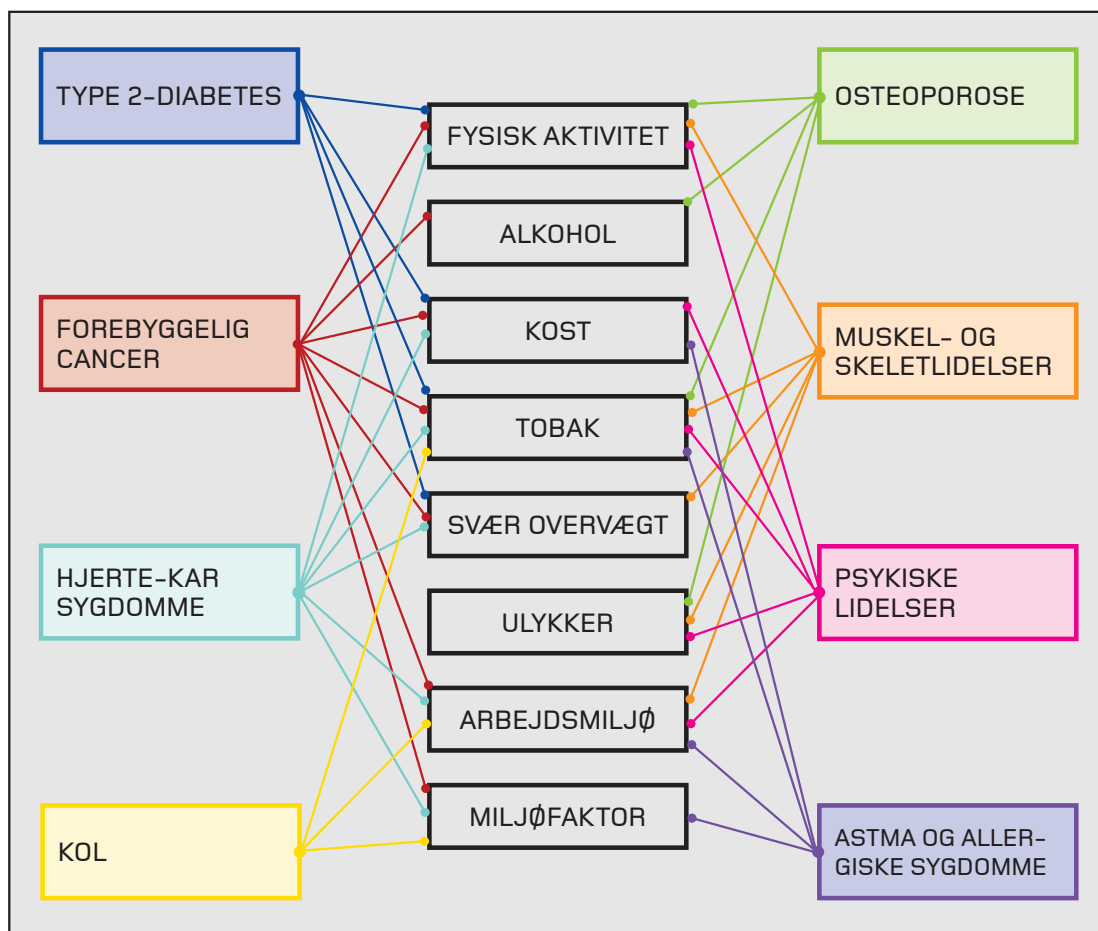 TYPE 2-DIABETES
FOREBYGGELIG
CANCER
HJERTE-KAR
SYGDOMME
KOL
FYSISK AKTIVITET
ALKOHOL
KOST
TOBAK
SVÆR OVERVÆGT
ULYKKER
ARBEJDSMILJØ
MILJØFAKTOR
OSTEOPOROSE
MUSKEL- OG
SKELETLIDELSER
PSYKISKE
LIDELSER
ASTMA OG ALLER-
GISKE SYGDOMME